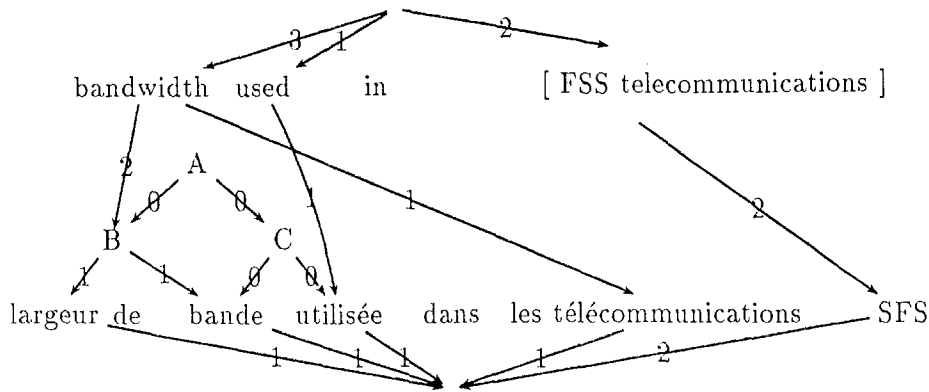 3 1 2
bandwidth used in [ FSS telecommunications ]
2 A
0 0 1 1 2
B C
1 1 0 0
largeur de bande utilisée dans les télécommunications SFS
1 1 1 1 2